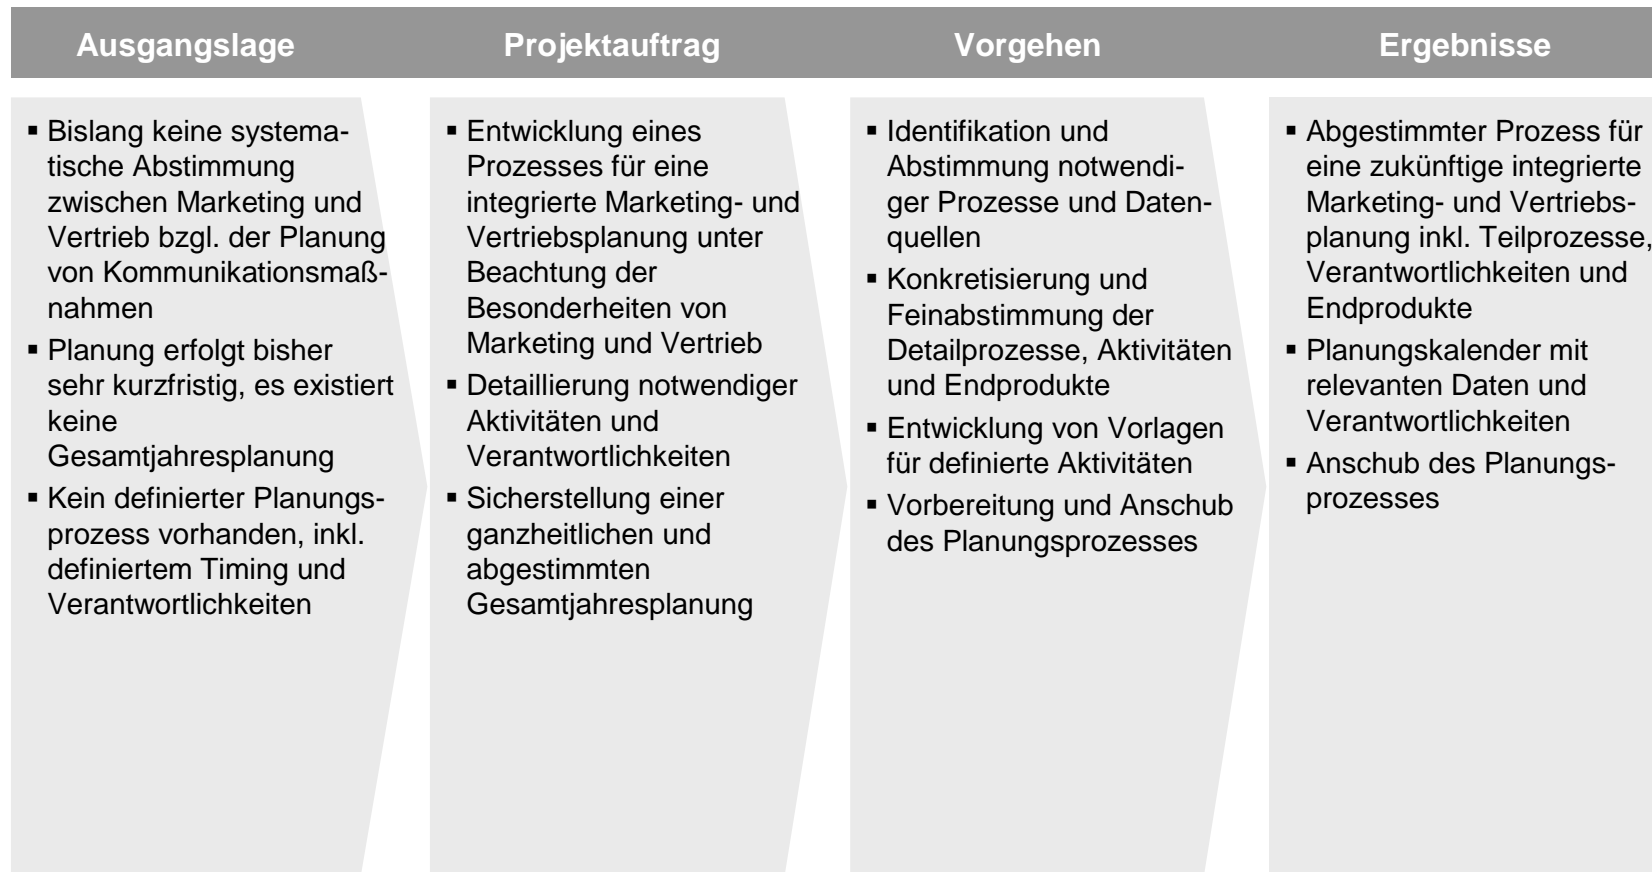 Ausgangslage
Projektauftrag
Vorgehen
Ergebnisse
▪ Bislang keine systema-
tische Abstimmung
zwischen Marketing und
Vertrieb bzgl. der Planung
von Kommunikationsmaß-
nahmen
▪ Planung erfolgt bisher
sehr kurzfristig, es existiert
keine
Gesamtjahresplanung
▪ Kein definierter Planungs-
prozess vorhanden, inkl.
definiertem Timing und
Verantwortlichkeiten
▪ Entwicklung eines
Prozesses für eine
integrierte Marketing- und
Vertriebsplanung unter
Beachtung der
Besonderheiten von
Marketing und Vertrieb
▪ Detaillierung notwendiger
Aktivitäten und
Verantwortlichkeiten
▪ Sicherstellung einer
ganzheitlichen und
abgestimmten
Gesamtjahresplanung
▪ Identifikation und
Abstimmung notwendi-
ger Prozesse und Daten-
quellen
▪ Konkretisierung und
Feinabstimmung der
Detailprozesse, Aktivitäten
und Endprodukte
▪ Entwicklung von Vorlagen
für definierte Aktivitäten
▪ Vorbereitung und Anschub
des Planungsprozesses
▪ Abgestimmter Prozess für
eine zukünftige integrierte
Marketing- und Vertriebs-
planung inkl. Teilprozesse,
Verantwortlichkeiten und
Endprodukte
▪ Planungskalender mit
relevanten Daten und
Verantwortlichkeiten
▪ Anschub des Planungs-
prozesses